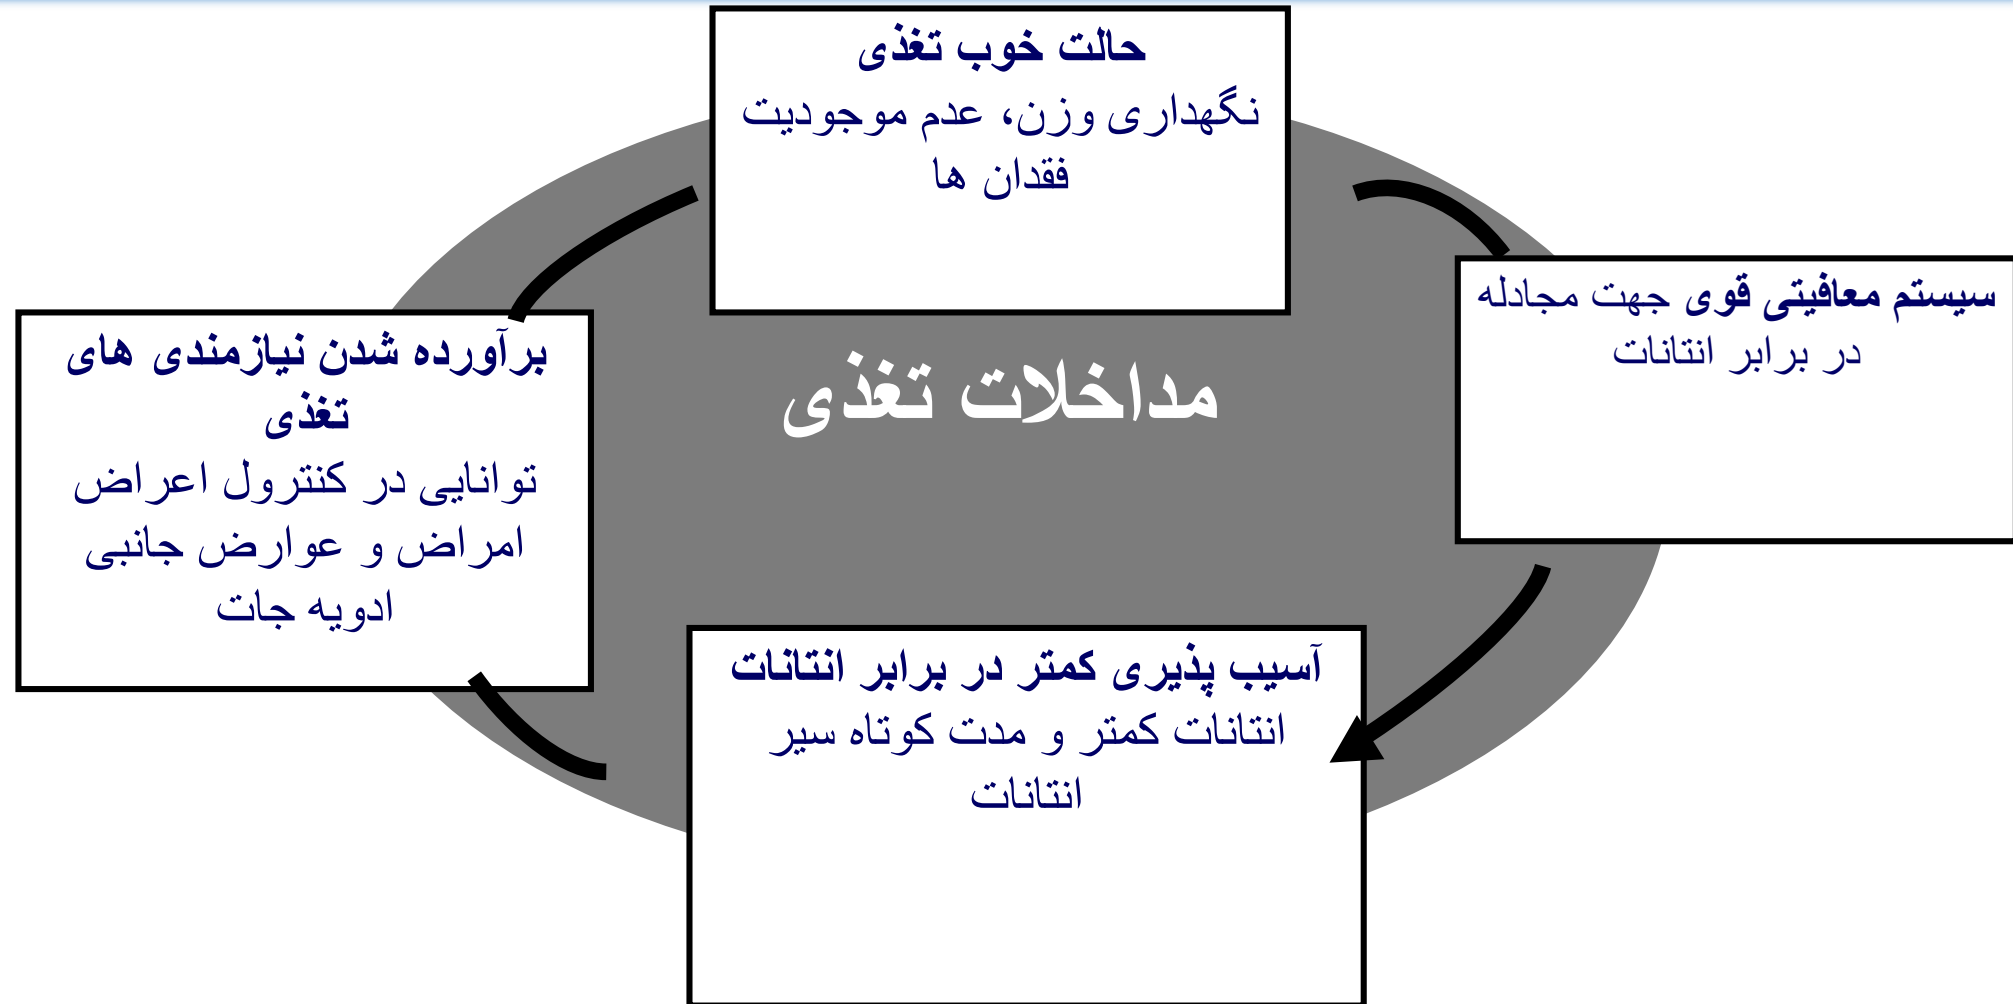 حالت خوب تغذی
نگهداری وزن، عدم موجودیت
فقدان ها
سیستم معافیتی قوی جهت مجادله
در برابر انتانات
برآورده شدن نیازمندی های
تغذی
توانایی در کنترول اعراض
امراض و عوارض جانبی
ادویه جات
مداخلات تغذی
آسیب پذیری کمتر در برابر انتانات
انتانات کمتر و مدت کوتاه سیر
انتانات